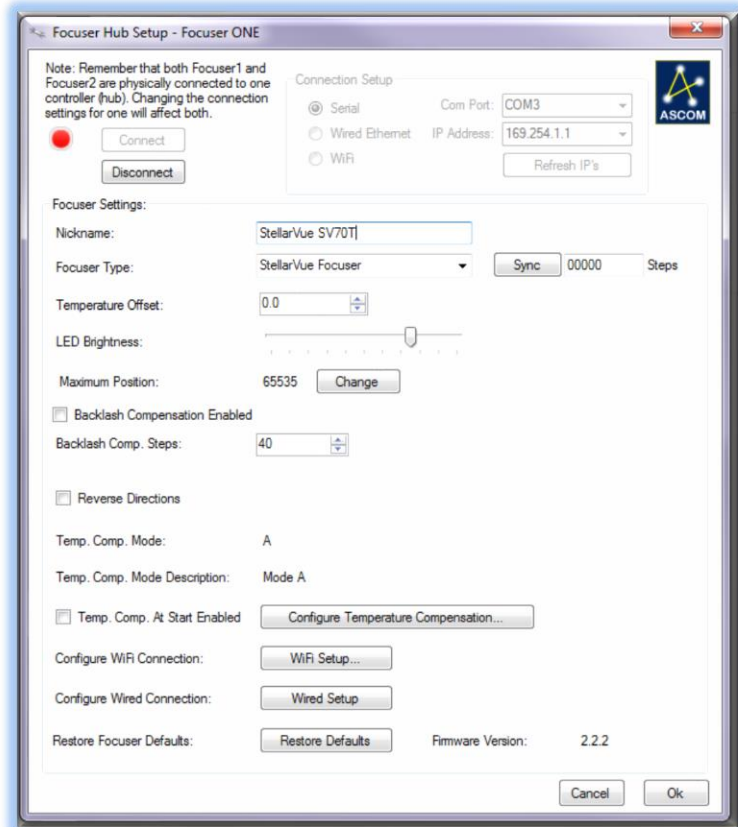 Focuser Hub Setup - Focuser ONE
Note: Remember that both Focuser1 and
Focuser2 are physically connected to one
controller (hub). Changing the connection
settings for one will affect both.
Connect
Disconnect
Connection Setup
Serial Com Port: COM3
Wired Ethernet IP Address: 169.254.1.1
WiFi Refresh IP's
ASCOM
Focuser Settings:
Nickname: StellarVue SV70T
Focuser Type: StellarVue Focuser Sync 00000 Steps
Temperature Offset: 0.0
LED Brightness:
Maximum Position: 65535 Change
Backlash Compensation Enabled
Backlash Comp. Steps: 40
Reverse Directions
Temp. Comp. Mode: A
Temp. Comp. Mode Description: Mode A
Temp. Comp. At Start Enabled Configure Temperature Compensation...
Configure WiFi Connection: WiFi Setup...
Configure Wired Connection: Wired Setup
Restore Focuser Defaults: Restore Defaults Firmware Version: 2.2.2
Cancel Ok